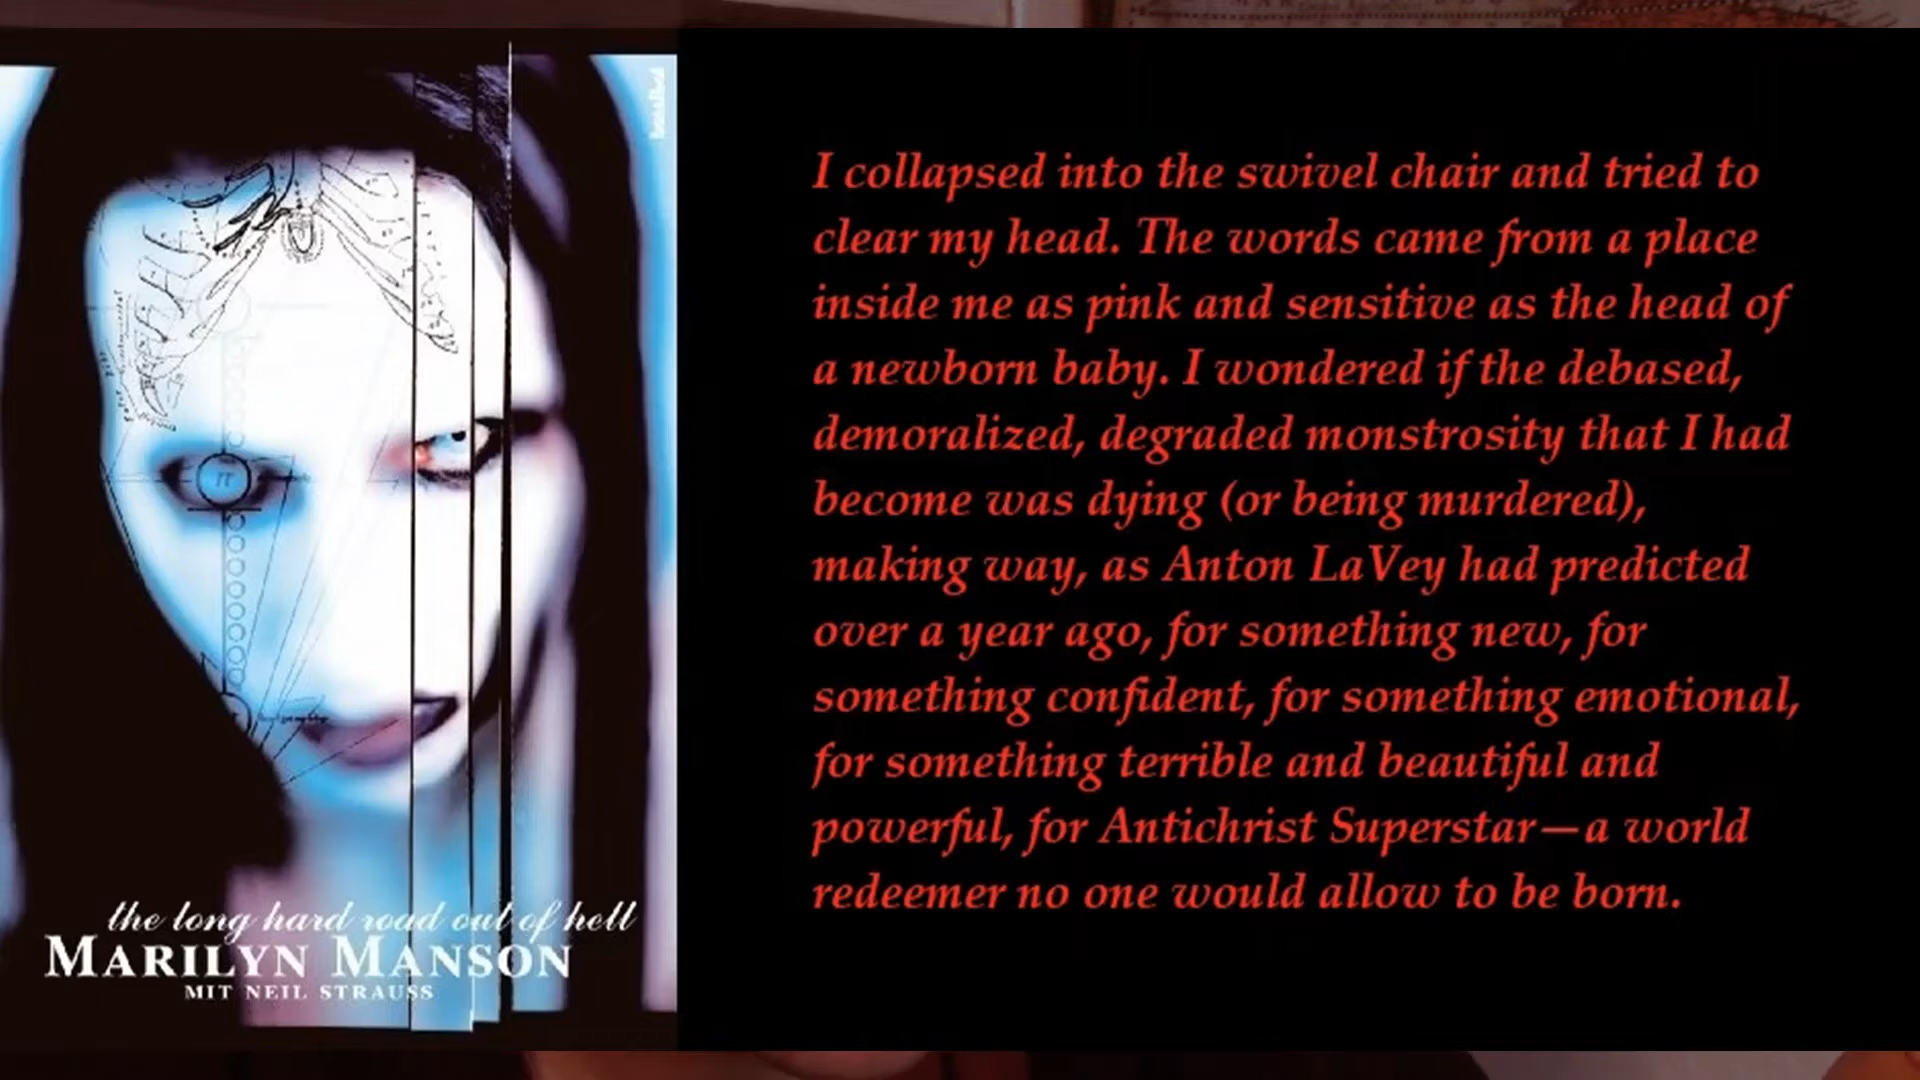 the long hard road out of hell
MARILYN MANSON
MIT NEIL STRAUSS
I collapsed into the swivel chair and tried to
clear my head. The words came from a place
inside me as pink and sensitive as the head of
a newborn baby. I wondered if the debased,
demoralized, degraded monstrosity that I had
become was dying (or being murdered),
making way, as Anton LaVey had predicted
over a year ago, for something new, for
something confident, for something emotional,
for something terrible and beautiful and
powerful, for Antichrist Superstar—a world
redeemer no one would allow to be born.